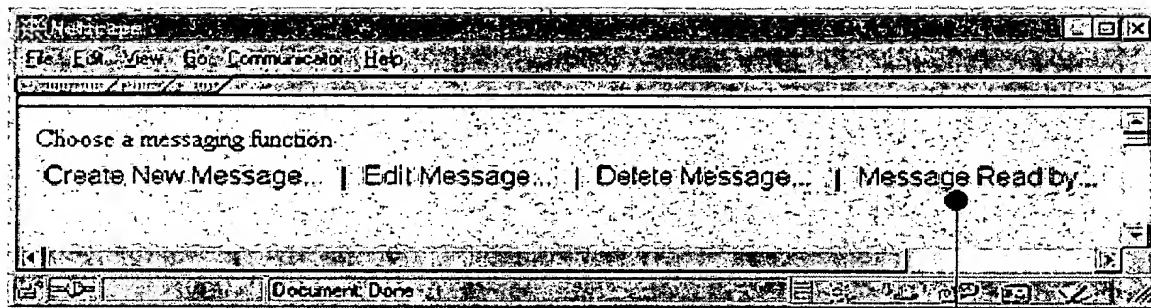 Netscape
File Edit View Go Communicator Help
Choose a messaging function
Create New Message... | Edit Message... | Delete Message... | Message Read by...
Document: Done